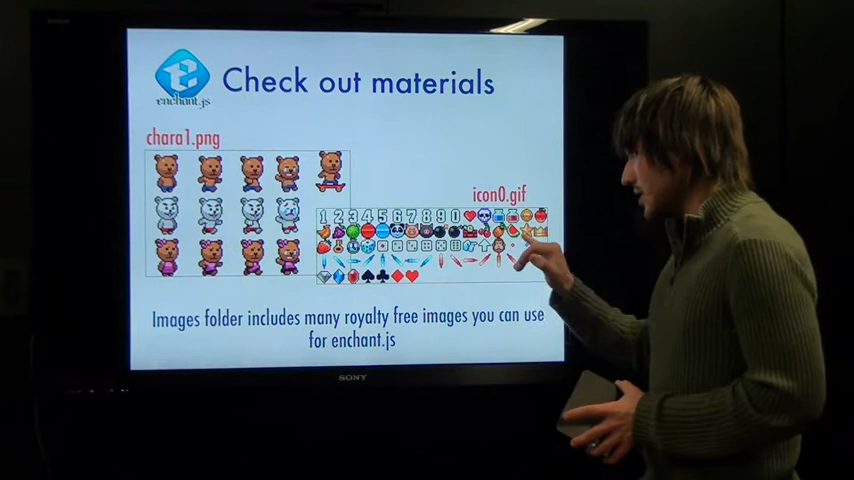 Check out materials
enchant.js
chara1.png
icon0.gif
1 2 3 4 5 6 7 8 9 0
Images folder includes many royalty free images you can use
for enchant.js
SONY